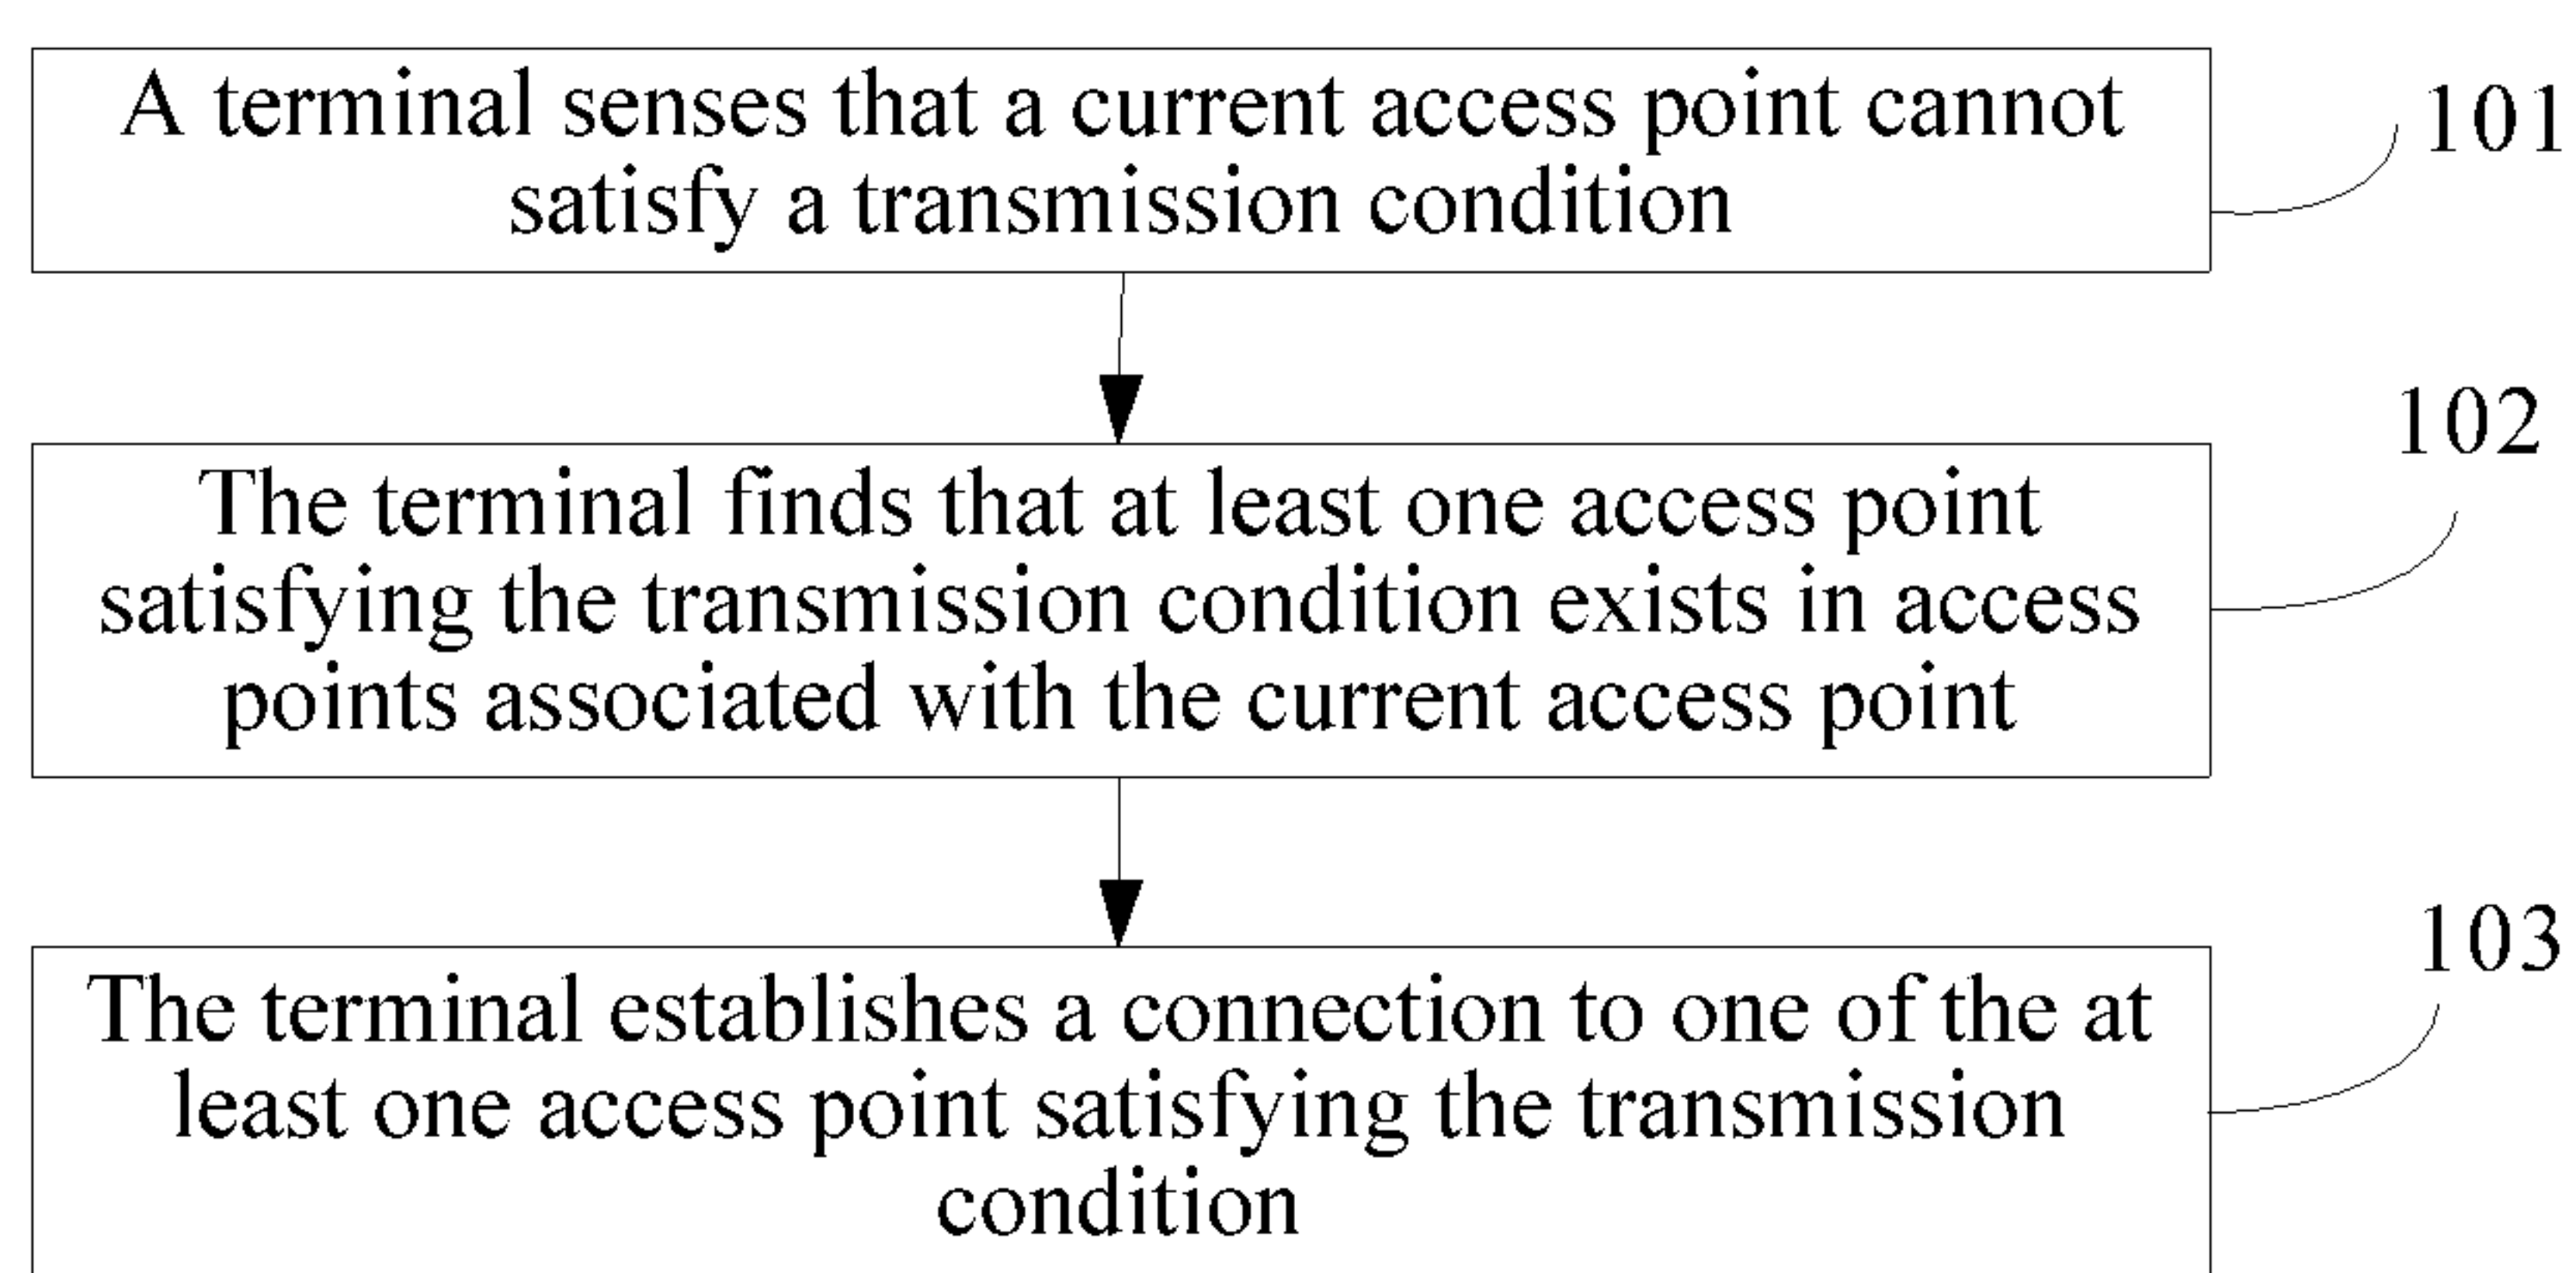 A terminal senses that a current access point cannot
satisfy a transmission condition
101
The terminal finds that at least one access point
satisfying the transmission condition exists in access
points associated with the current access point
102
The terminal establishes a connection to one of the at
least one access point satisfying the transmission
condition
103